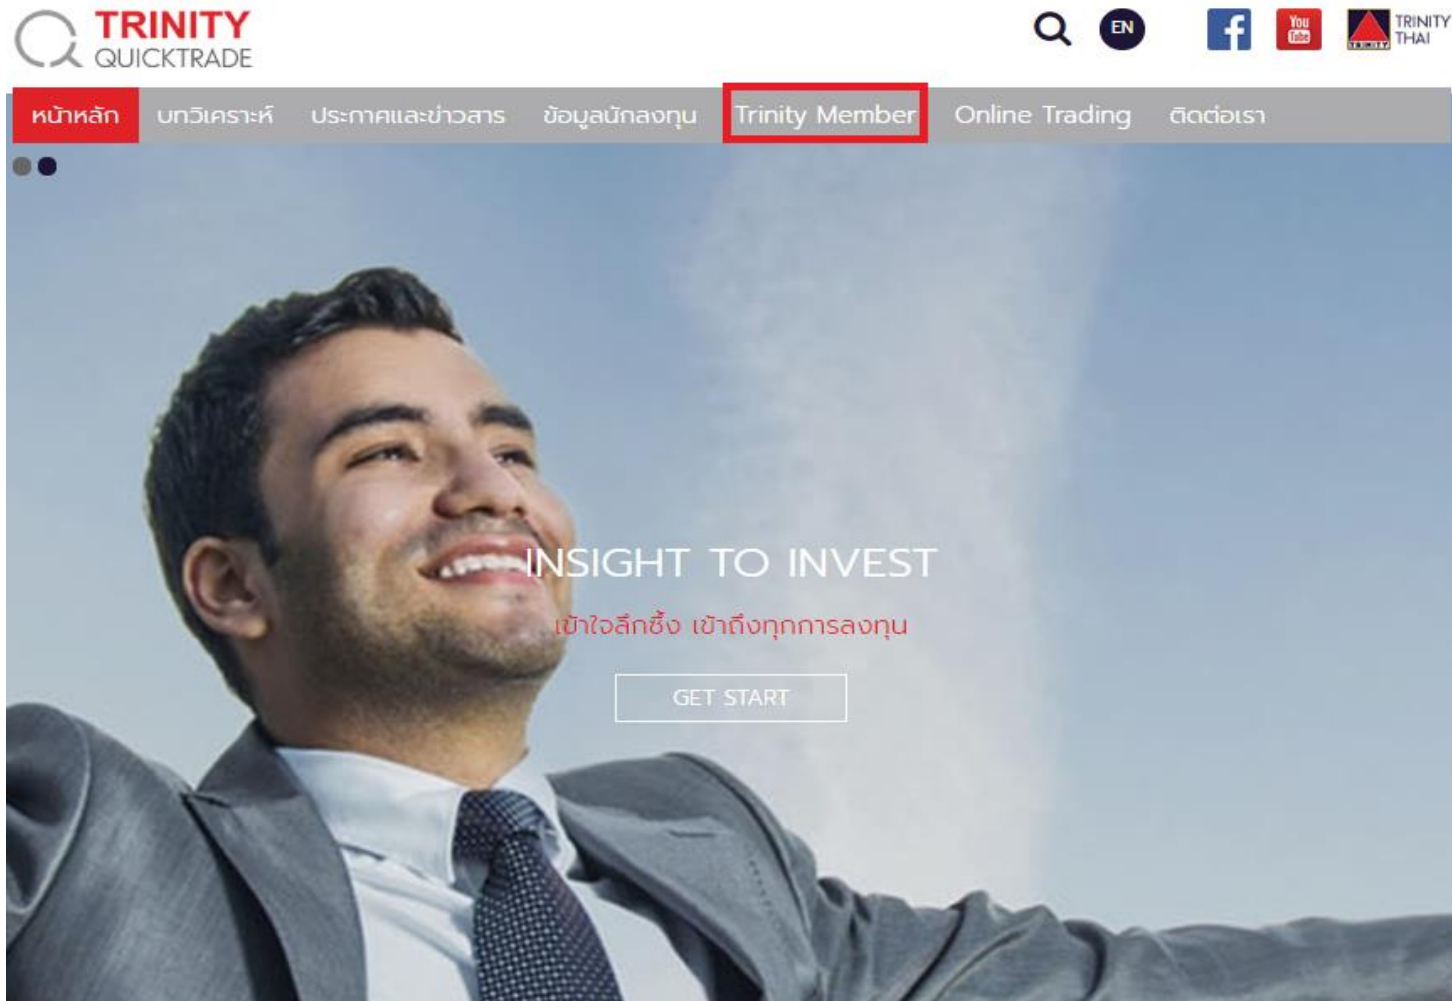 TRINITY
QUICKTRADE
EN
You
Tube
TRINITY
TRINITY
THAI
หน้าหลัก บทวิเคราะห์ ประกาศและข่าวสาร ข้อมูลนักลงทุน Trinity Member Online Trading ติดต่อเรา
INSIGHT TO INVEST
เข้าใจลึกซึ้ง เข้าถึงทุกการลงทุน
GET START